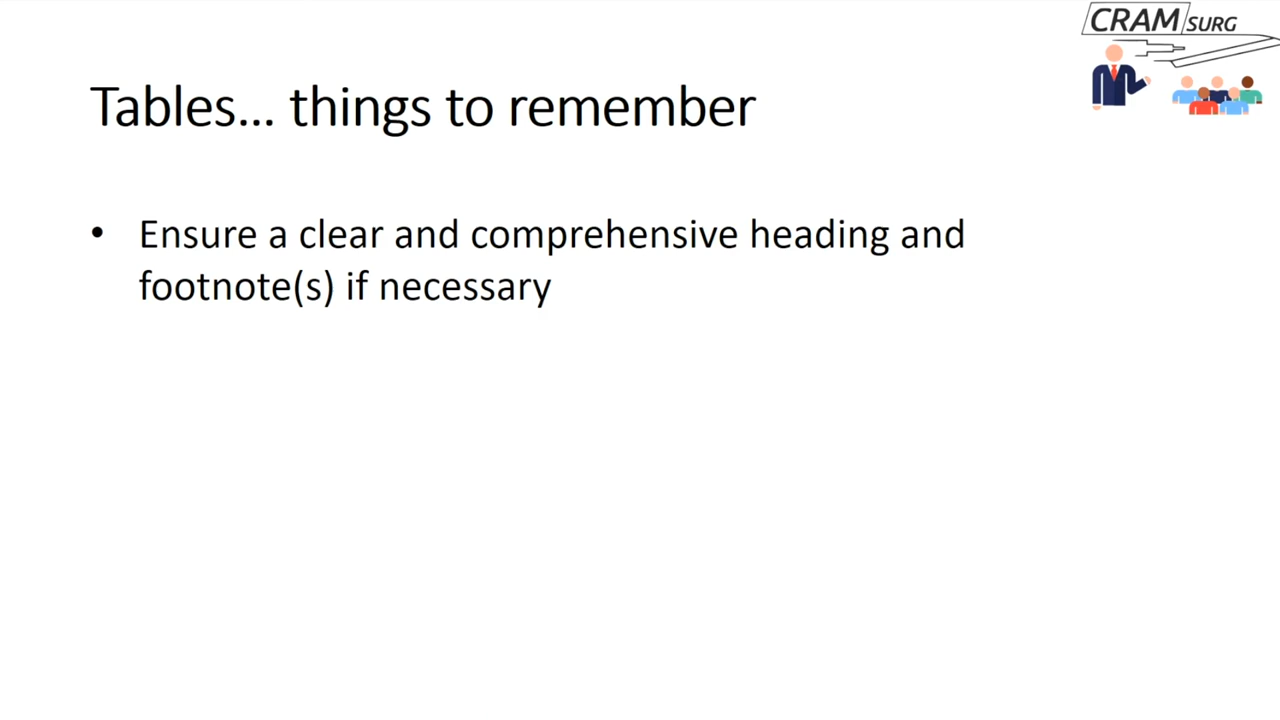 CRAM SURG
Tables... things to remember
• Ensure a clear and comprehensive heading and
footnote(s) if necessary